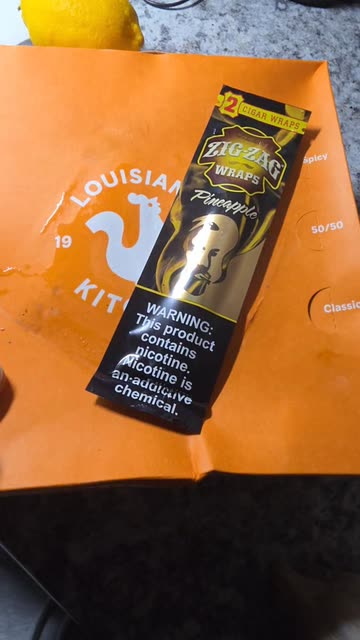 2 CIGAR WRAPS
ZIG-ZAG
WRAPS
Pineapple
WARNING:
This product
contains
nicotine.
Nicotine is
an addictive
chemical.
LOUISIAN
19
KIT
Spicy
50/50
Classic